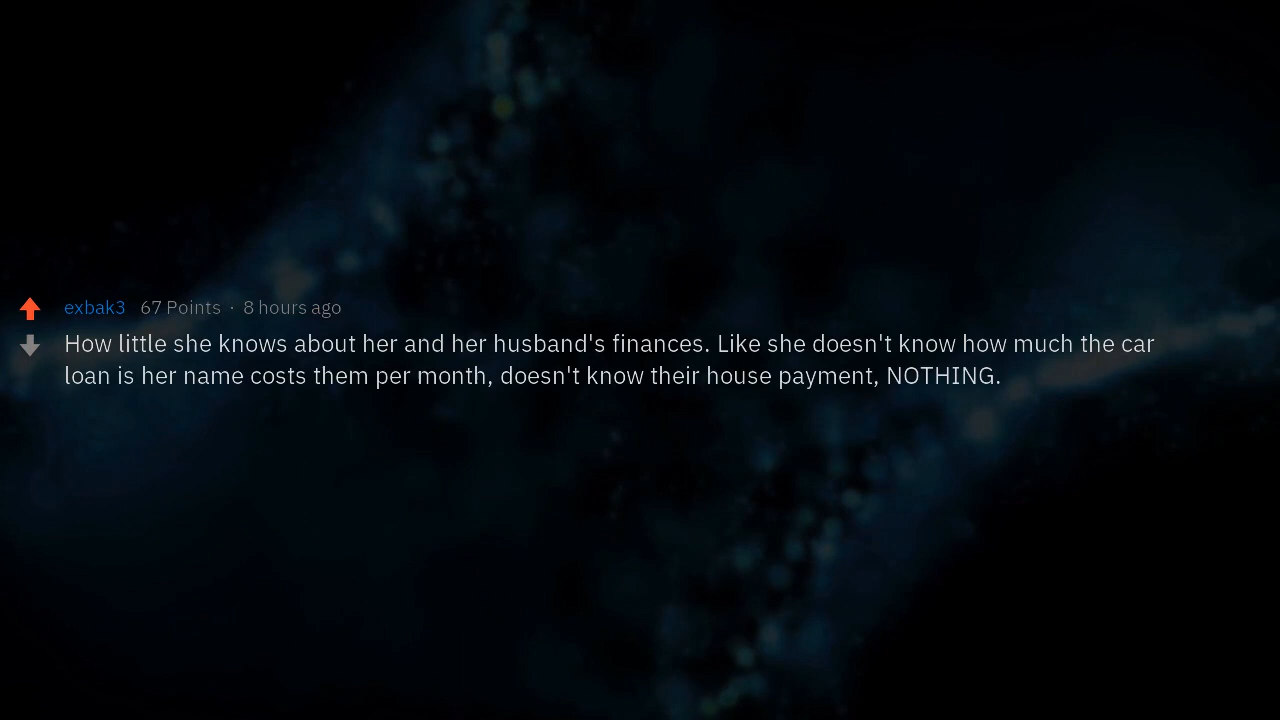 exbak3 67 Points · 8 hours ago
How little she knows about her and her husband's finances. Like she doesn't know how much the car
loan is her name costs them per month, doesn't know their house payment, NOTHING.